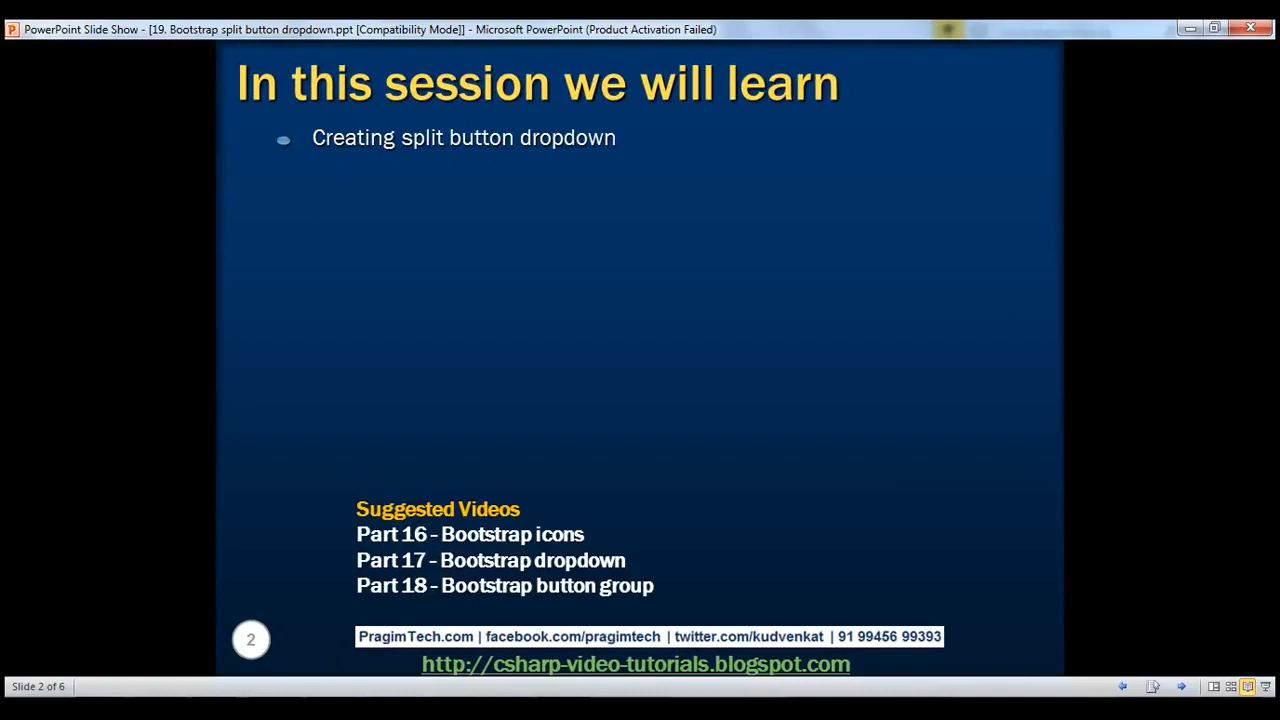 PowerPoint Slide Show - [19. Bootstrap split button dropdown.ppt [Compatibility Mode]] - Microsoft PowerPoint (Product Activation Failed)
In this session we will learn
Creating split button dropdown
Suggested Videos
Part 16 - Bootstrap icons
Part 17 - Bootstrap dropdown
Part 18 - Bootstrap button group
2
PragimTech.com | facebook.com/pragimtech | twitter.com/kudvenkat | 91 99456 99393
http://csharp-video-tutorials.blogspot.com
Slide 2 of 6